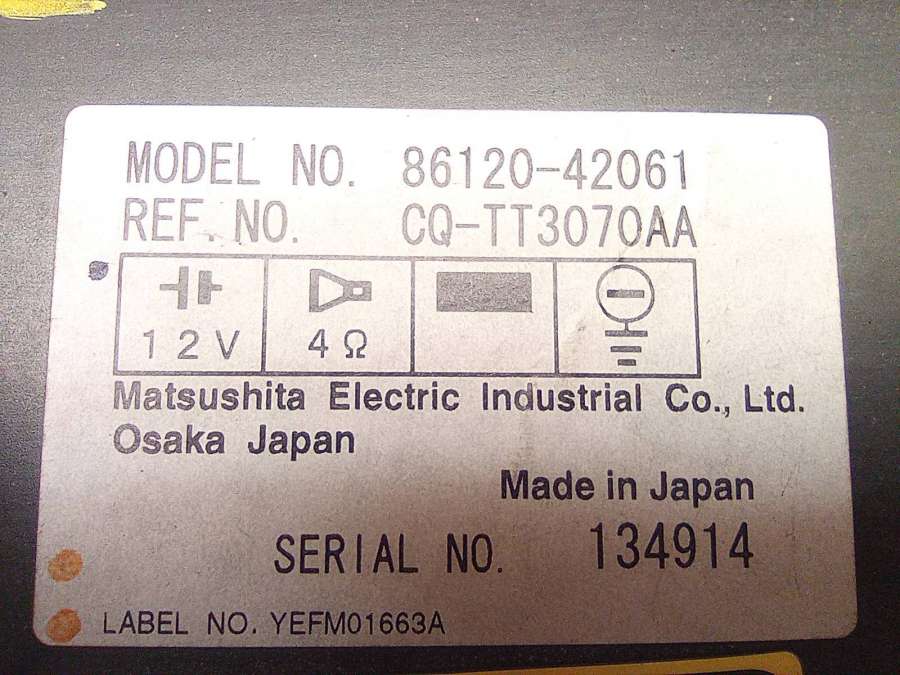 MODEL NO. 86120-42061
REF. NO. CQ-TT3070AA
12V 4Ω
Matsushita Electric Industrial Co., Ltd.
Osaka Japan
Made in Japan
SERIAL NO. 134914
LABEL NO. YEFM01663A